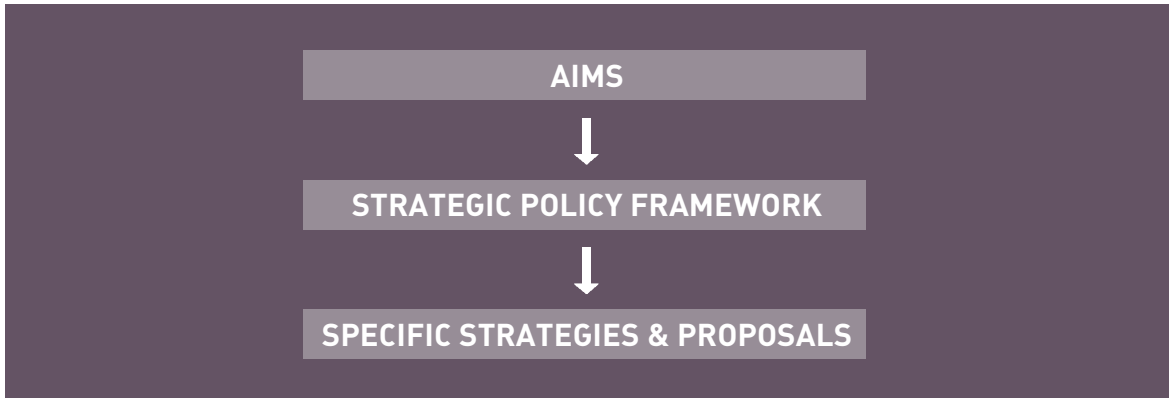 AIMS
STRATEGIC POLICY FRAMEWORK
SPECIFIC STRATEGIES & PROPOSALS